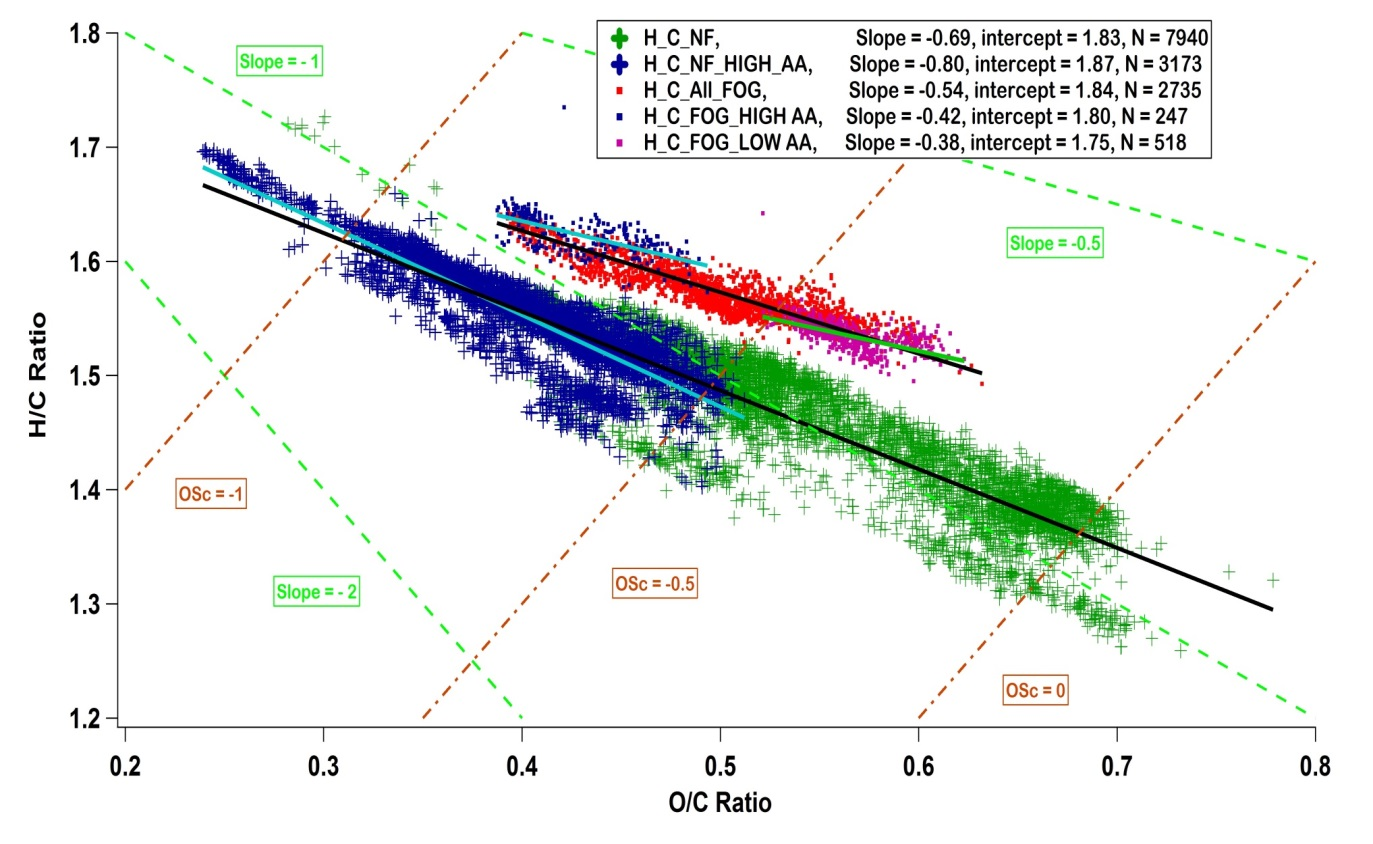 H_C_NF, Slope = -0.69, intercept = 1.83, N = 7940
H_C_NF_HIGH_AA, Slope = -0.80, intercept = 1.87, N = 3173
H_C_All_FOG, Slope = -0.54, intercept = 1.84, N = 2735
H_C_FOG_HIGH AA, Slope = -0.42, intercept = 1.80, N = 247
H_C_FOG_LOW AA, Slope = -0.38, intercept = 1.75, N = 518
Slope = - 1
Slope = -0.5
OSc = -1
Slope = - 2
OSc = -0.5
OSc = 0
H/C Ratio
1.8
1.7
1.6
1.5
1.4
1.3
1.2
0.2 0.3 0.4 0.5 0.6 0.7 0.8
O/C Ratio